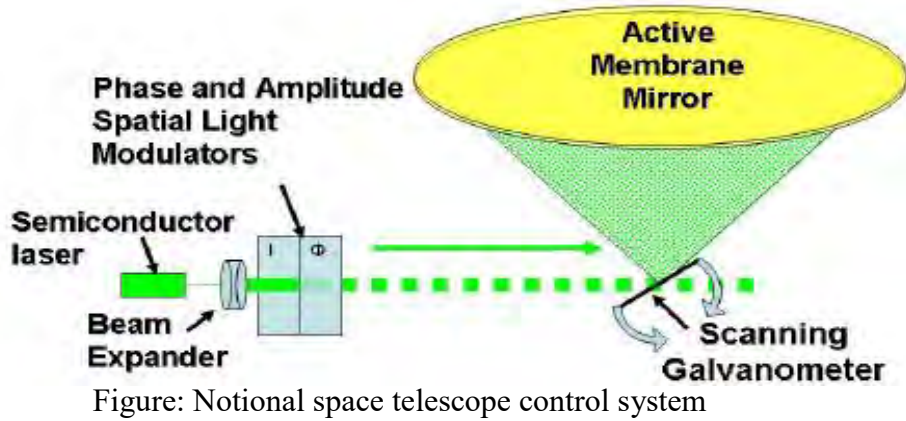 Active
Membrane
Mirror
Phase and Amplitude
Spatial Light
Modulators
Semiconductor
laser
I Φ
Beam
Expander
Scanning
Galvanometer
Figure: Notional space telescope control system